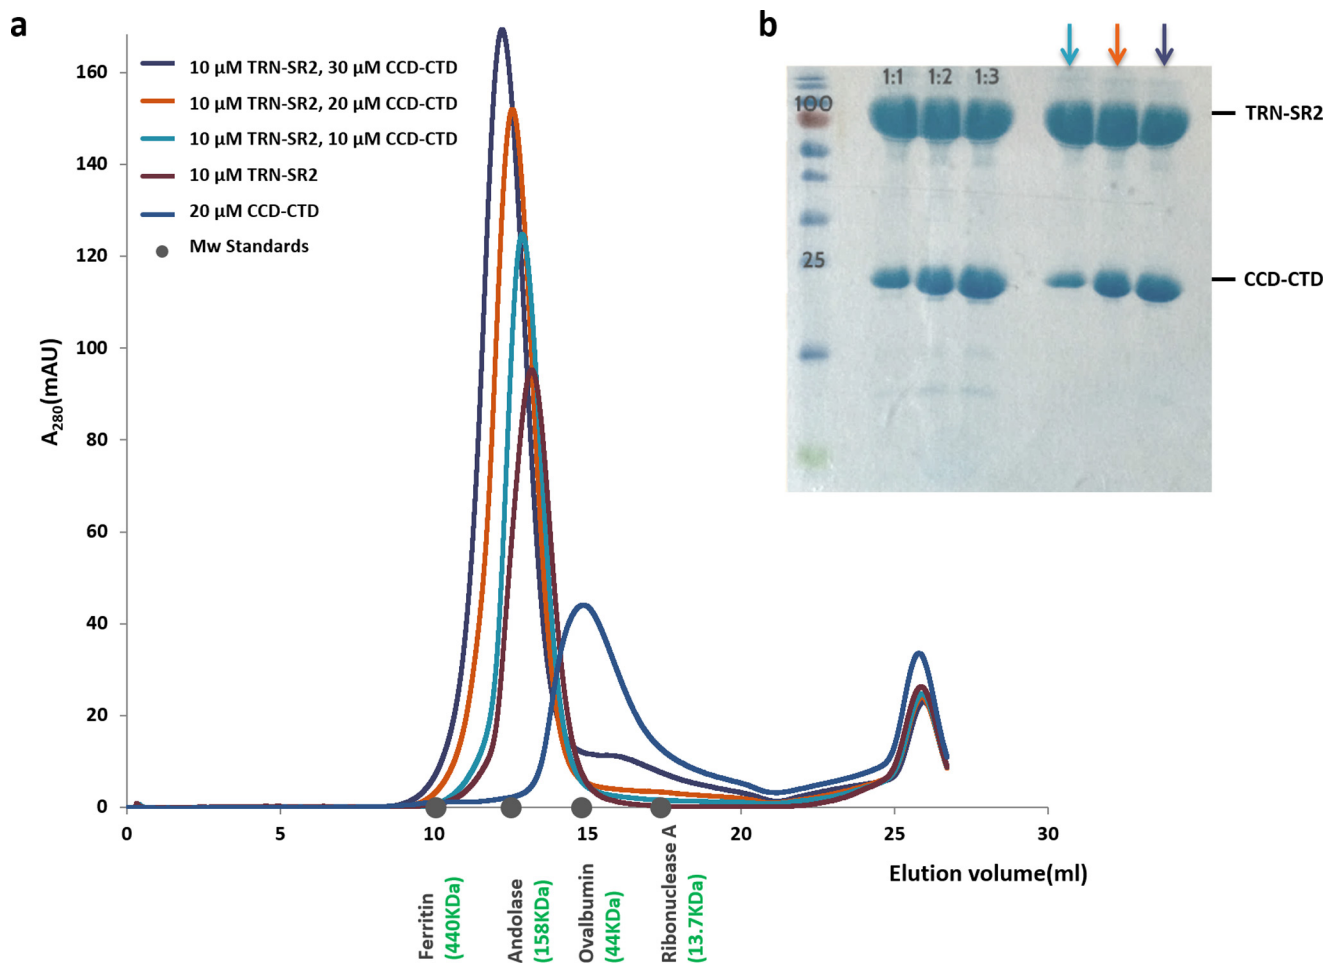 a
160
140
120
100
80
60
40
20
0
A280(mAU)
10 µM TRN-SR2, 30 µM CCD-CTD
10 µM TRN-SR2, 20 µM CCD-CTD
10 µM TRN-SR2, 10 µM CCD-CTD
10 µM TRN-SR2
20 µM CCD-CTD
Mw Standards
0 5 10 15 20 25 30
Elution volume(ml)
Ferritin
(440KDa)
Andolase
(158KDa)
Ovalbumin
(44KDa)
Ribonuclease A
(13.7KDa)
b
1:1 1:2 1:3
100
25
TRN-SR2
CCD-CTD